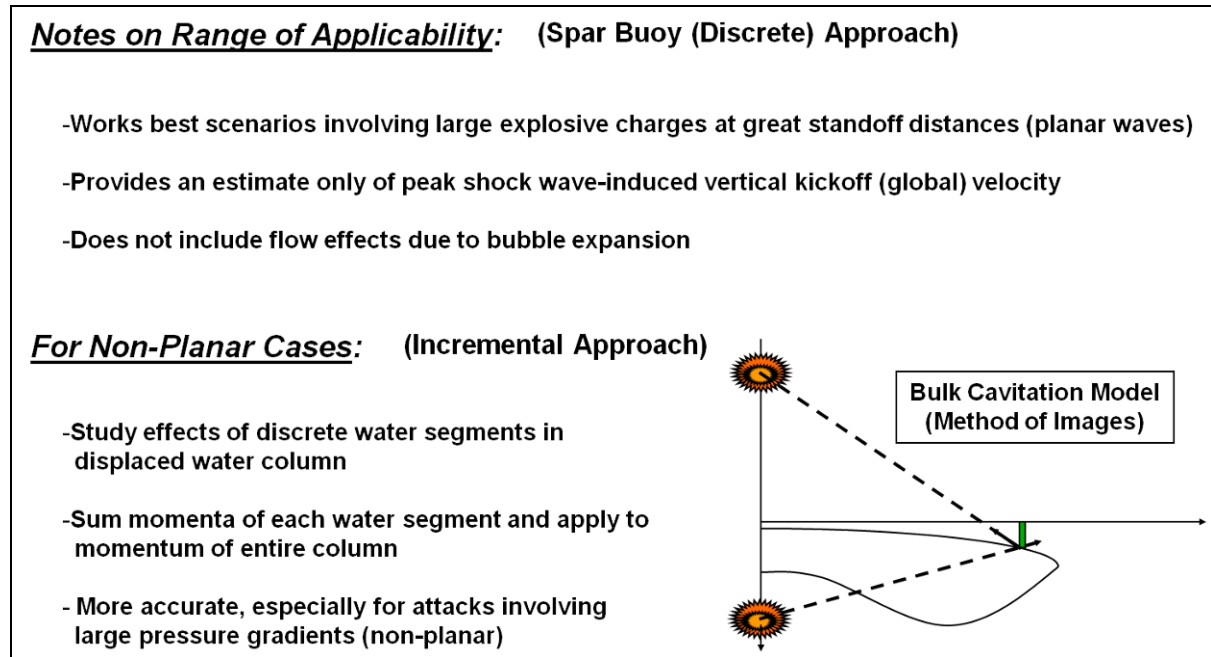 Notes on Range of Applicability: (Spar Buoy (Discrete) Approach)
-Works best scenarios involving large explosive charges at great standoff distances (planar waves)
-Provides an estimate only of peak shock wave-induced vertical kickoff (global) velocity
-Does not include flow effects due to bubble expansion
For Non-Planar Cases: (Incremental Approach)
-Study effects of discrete water segments in
displaced water column
-Sum momenta of each water segment and apply to
momentum of entire column
- More accurate, especially for attacks involving
large pressure gradients (non-planar)
Bulk Cavitation Model
(Method of Images)